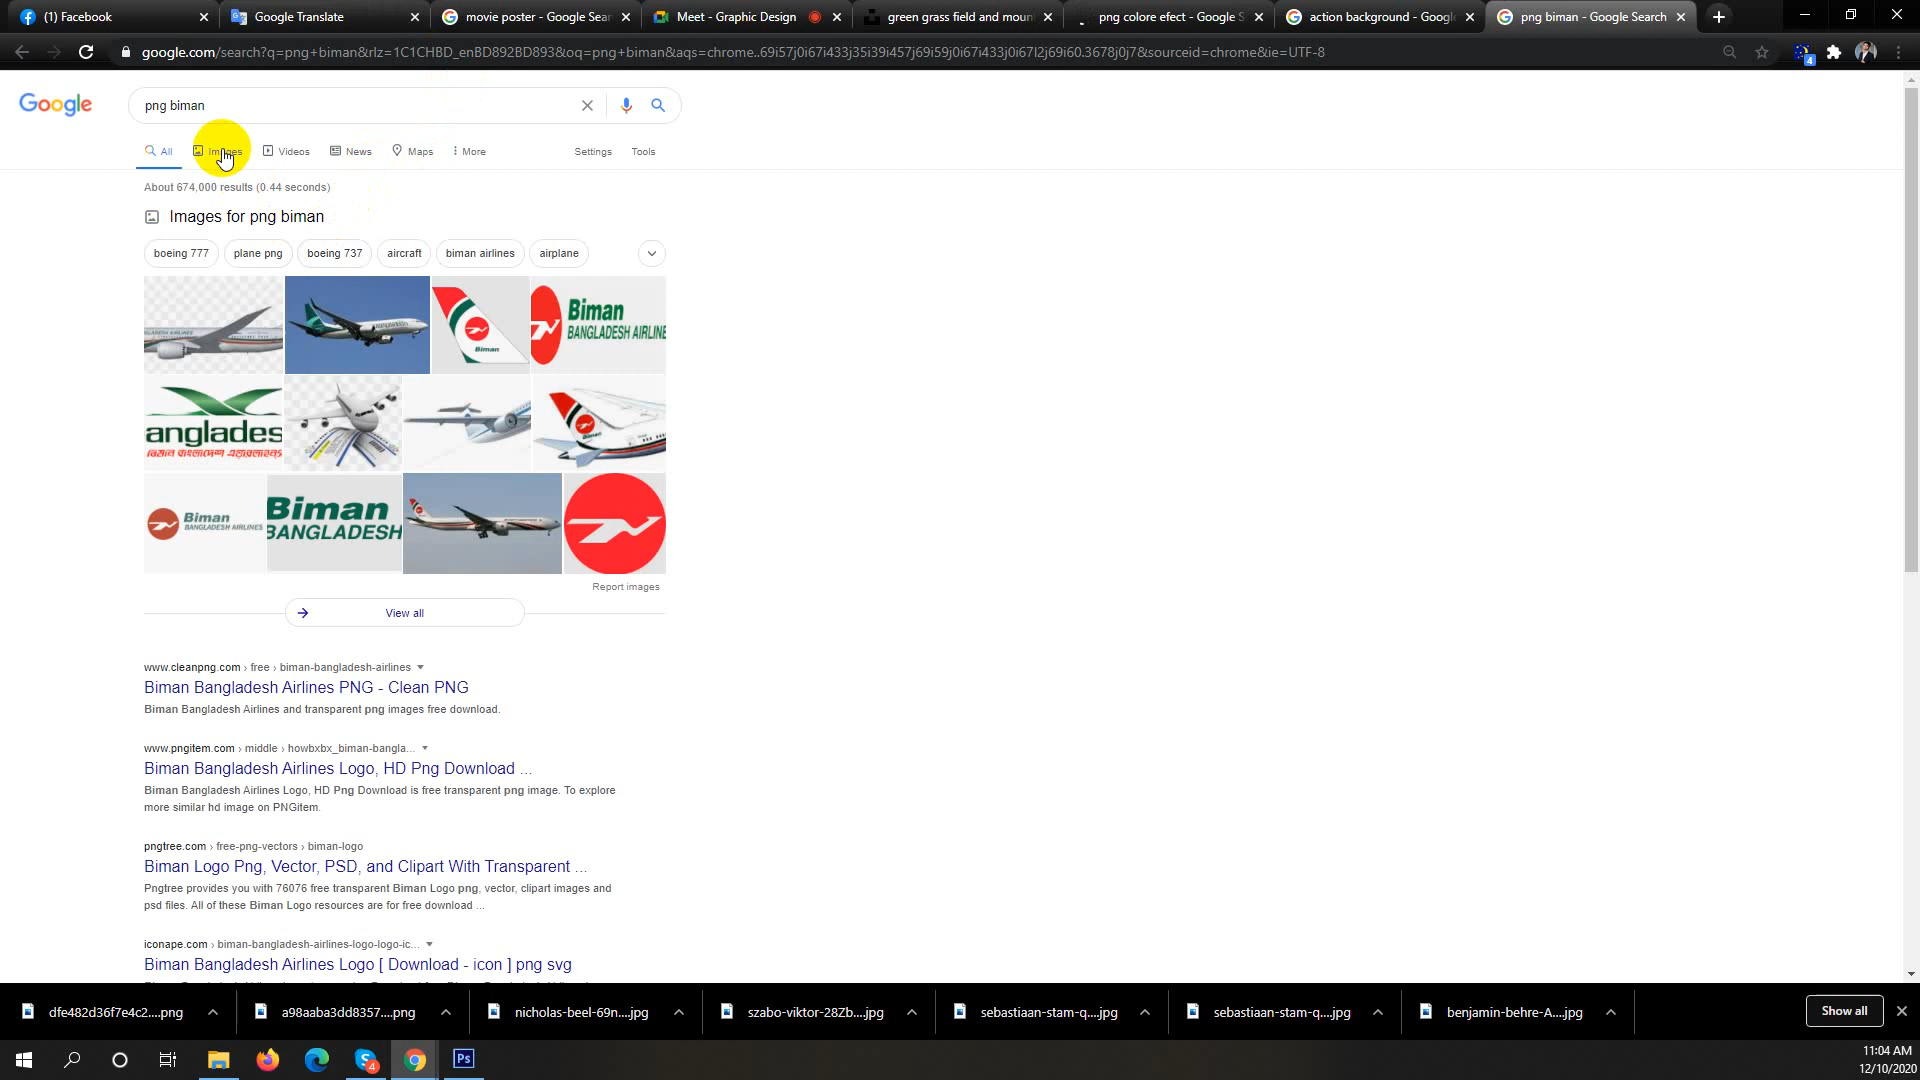 (1) Facebook
Google Translate
movie poster - Google Sear
Meet - Graphic Design
green grass field and moun
png colore efect - Google S
action background - Googl
png biman - Google Search
google.com/search?q=png+biman&rlz=1C1CHBD_enBD892BD893&oq=png+biman&aqs=chrome..69i57j0i67i433j35i39i457j69i59j0i67i433j0i67l2j69i60.3678j0j7&sourceid=chrome&ie=UTF-8
4
Google
png biman
All
Images
Videos
News
Maps
More
Settings
Tools
About 674,000 results (0.44 seconds)
Images for png biman
boeing 777
plane png
boeing 737
aircraft
biman airlines
airplane
Biman
Biman
BANGLADESH AIRLINE
anglades
Biman
BANGLADESH AIRLINES
Biman
BANGLADESH
Report images
View all
www.cleanpng.com › free › biman-bangladesh-airlines
Biman Bangladesh Airlines PNG - Clean PNG
Biman Bangladesh Airlines and transparent png images free download.
www.pngitem.com › middle › howbxbx_biman-bangla...
Biman Bangladesh Airlines Logo, HD Png Download ...
Biman Bangladesh Airlines Logo, HD Png Download is free transparent png image. To explore
more similar hd image on PNGitem.
pngtree.com › free-png-vectors › biman-logo
Biman Logo Png, Vector, PSD, and Clipart With Transparent ...
Pngtree provides you with 76076 free transparent Biman Logo png, vector, clipart images and
psd files. All of these Biman Logo resources are for free download ...
iconape.com › biman-bangladesh-airlines-logo-logo-ic...
Biman Bangladesh Airlines Logo [ Download - icon ] png svg
dfe482d36f7e4c2....png
a98aaba3dd8357....png
nicholas-beel-69n....jpg
szabo-viktor-28Zb....jpg
sebastiaan-stam-q....jpg
sebastiaan-stam-q....jpg
benjamin-behre-A....jpg
Show all
4
Ps
11:04 AM
12/10/2020